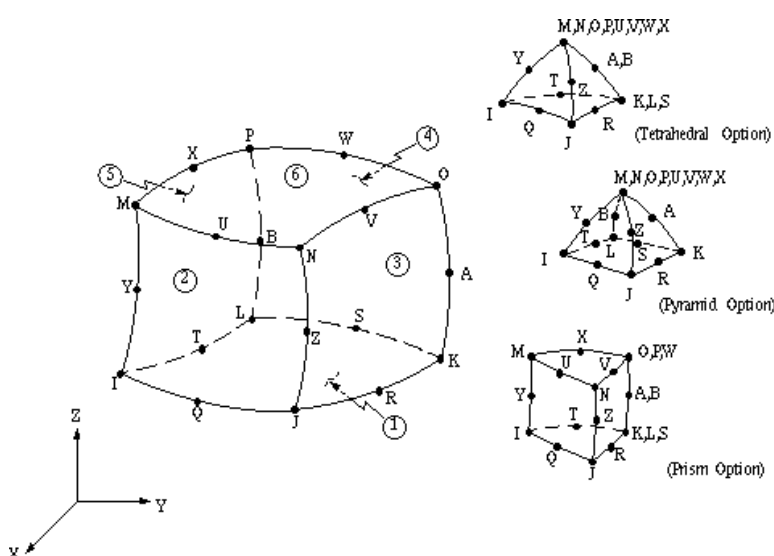 M,N,O,P,U,V,W,X
Y
A,B
T
Z
I
K,L,S
Q
R
J
(Tetrahedral Option)
P
W
4
X
6
5
O
M
U
V
B
N
2
3
A
Y
L
S
T
Z
K
I
R
Q
J
1
M,N,O,P,U,V,W,X
Y
B
A
Z
T
L
S
I
K
Q
R
J
(Pyramid Option)
X
M
O,P,W
U
V
N
Y
A,B
T
Z
I
K,L,S
Q
R
J
(Prism Option)
Z
Y
X